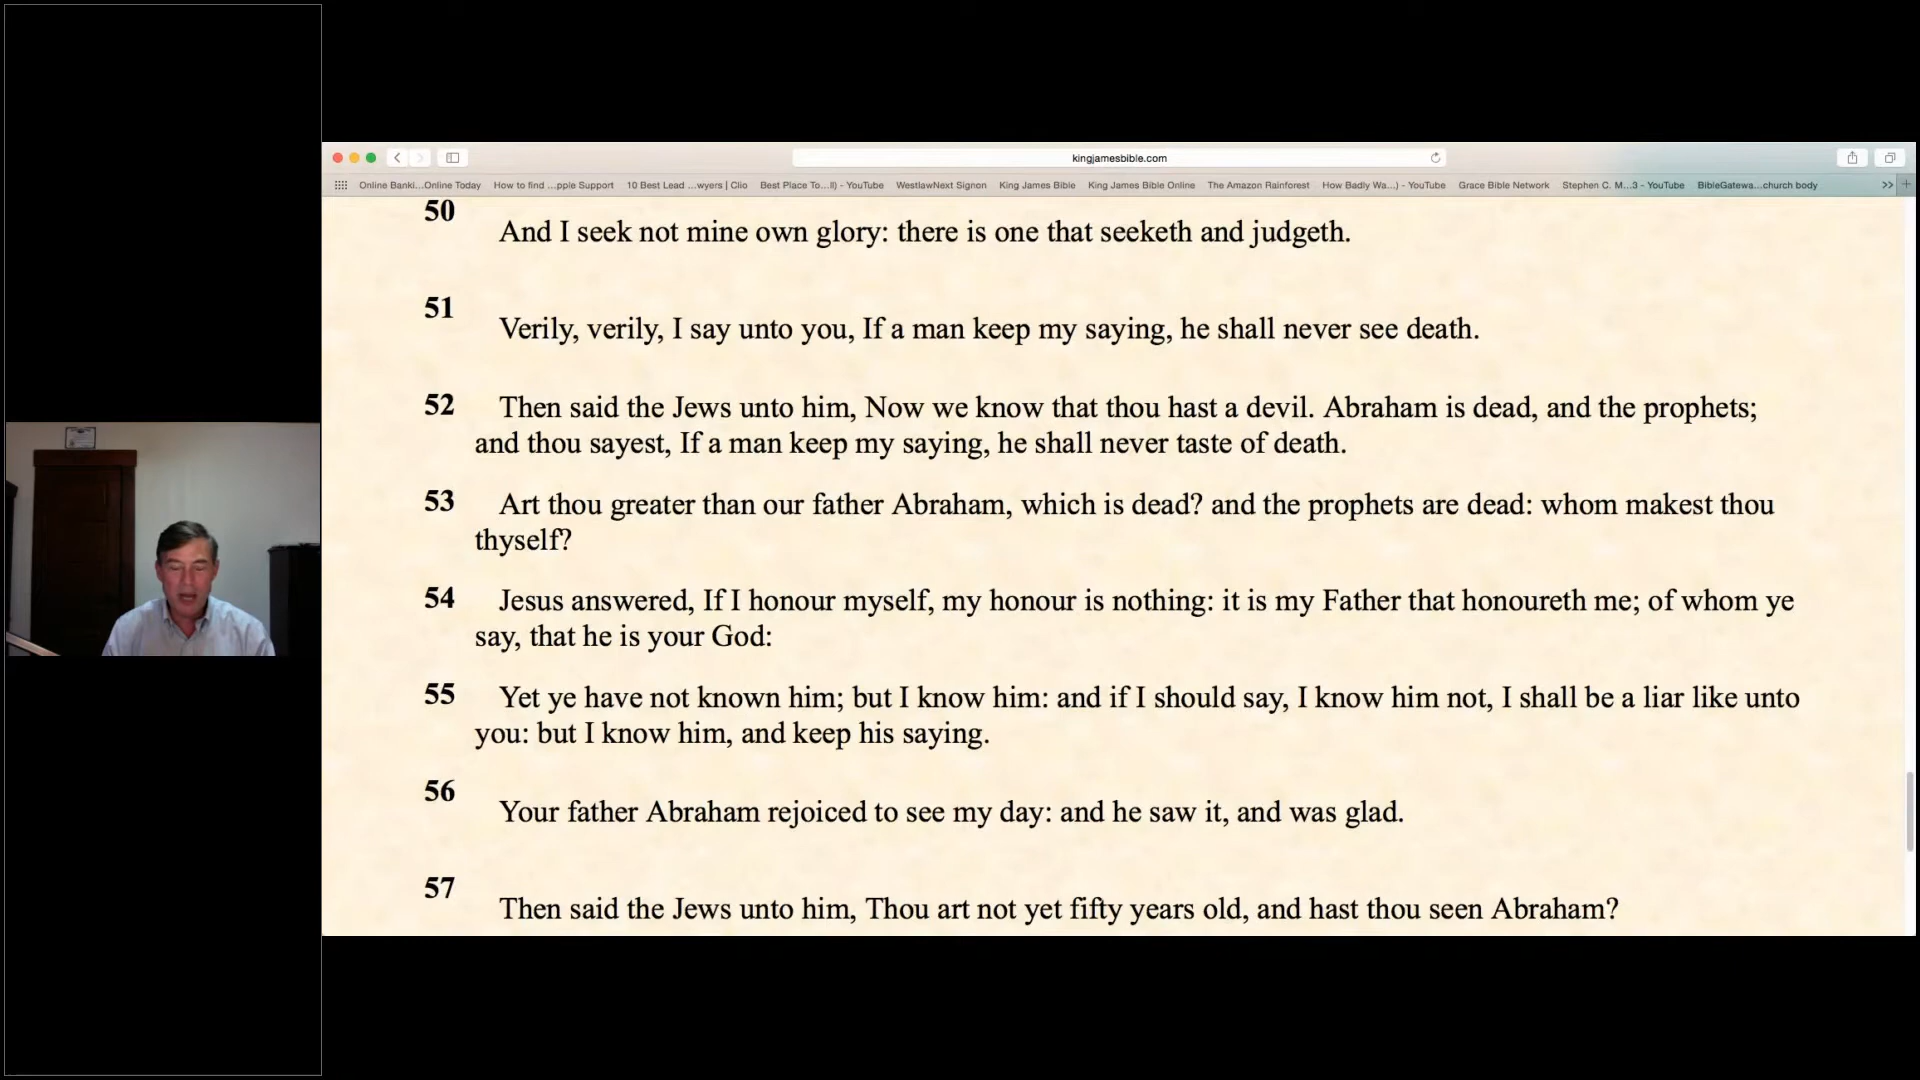 kingjamesbible.com
Online Banki...Online Today How to find ...pple Support 10 Best Lead ...wyers | Clio Best Place To...ll) - YouTube WestlawNext Signon King James Bible King James Bible Online The Amazon Rainforest How Badly Wa...) - YouTube Grace Bible Network Stephen C. M...3 - YouTube BibleGatewa...church body >>
50 And I seek not mine own glory: there is one that seeketh and judgeth.
51 Verily, verily, I say unto you, If a man keep my saying, he shall never see death.
52 Then said the Jews unto him, Now we know that thou hast a devil. Abraham is dead, and the prophets;
and thou sayest, If a man keep my saying, he shall never taste of death.
53 Art thou greater than our father Abraham, which is dead? and the prophets are dead: whom makest thou
thyself?
54 Jesus answered, If I honour myself, my honour is nothing: it is my Father that honoureth me; of whom ye
say, that he is your God:
55 Yet ye have not known him; but I know him: and if I should say, I know him not, I shall be a liar like unto
you: but I know him, and keep his saying.
56 Your father Abraham rejoiced to see my day: and he saw it, and was glad.
57 Then said the Jews unto him, Thou art not yet fifty years old, and hast thou seen Abraham?